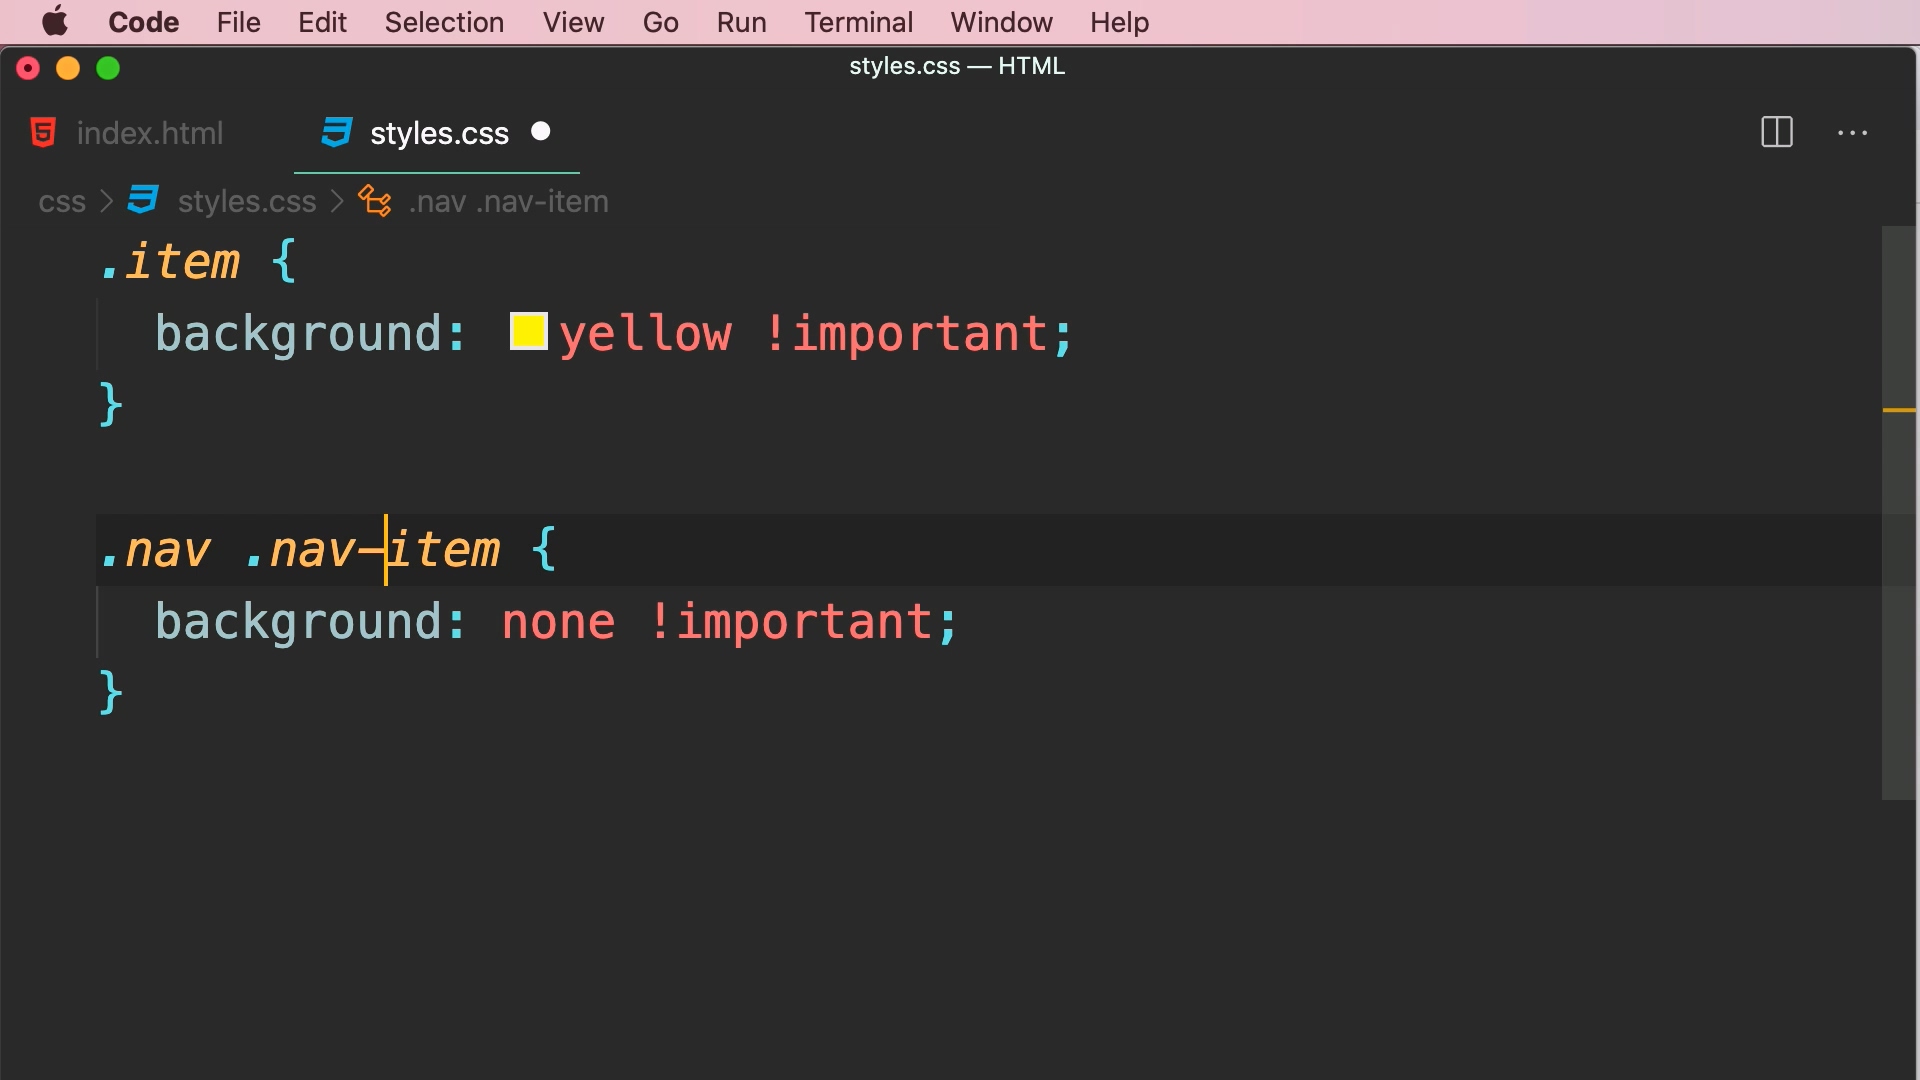 Code File Edit Selection View Go Run Terminal Window Help
styles.css — HTML
index.html styles.css
css > styles.css > .nav .nav-item
.item {
background: yellow !important;
}
.nav .nav-item {
background: none !important;
}